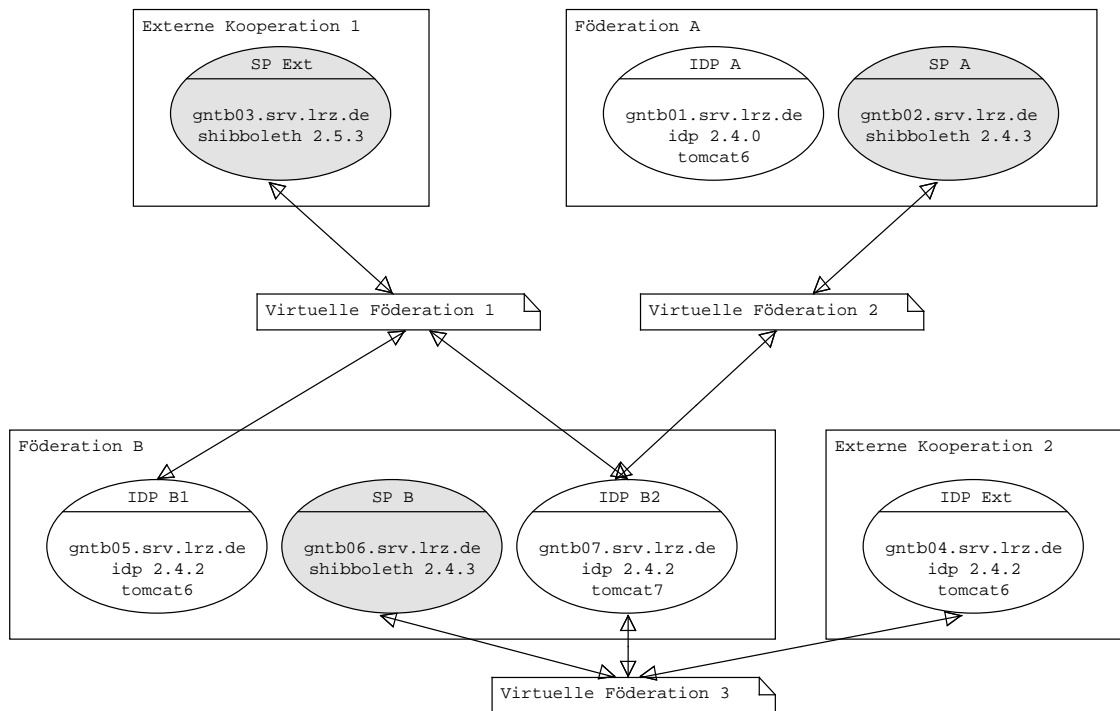 Externe Kooperation 1
SP Ext
gntb03.srv.lrz.de
shibboleth 2.5.3
Föderation A
IDP A
gntb01.srv.lrz.de
idp 2.4.0
tomcat6
SP A
gntb02.srv.lrz.de
shibboleth 2.4.3
Virtuelle Föderation 1
Virtuelle Föderation 2
Föderation B
IDP B1
gntb05.srv.lrz.de
idp 2.4.2
tomcat6
SP B
gntb06.srv.lrz.de
shibboleth 2.4.3
IDP B2
gntb07.srv.lrz.de
idp 2.4.2
tomcat7
Externe Kooperation 2
IDP Ext
gntb04.srv.lrz.de
idp 2.4.2
tomcat6
Virtuelle Föderation 3